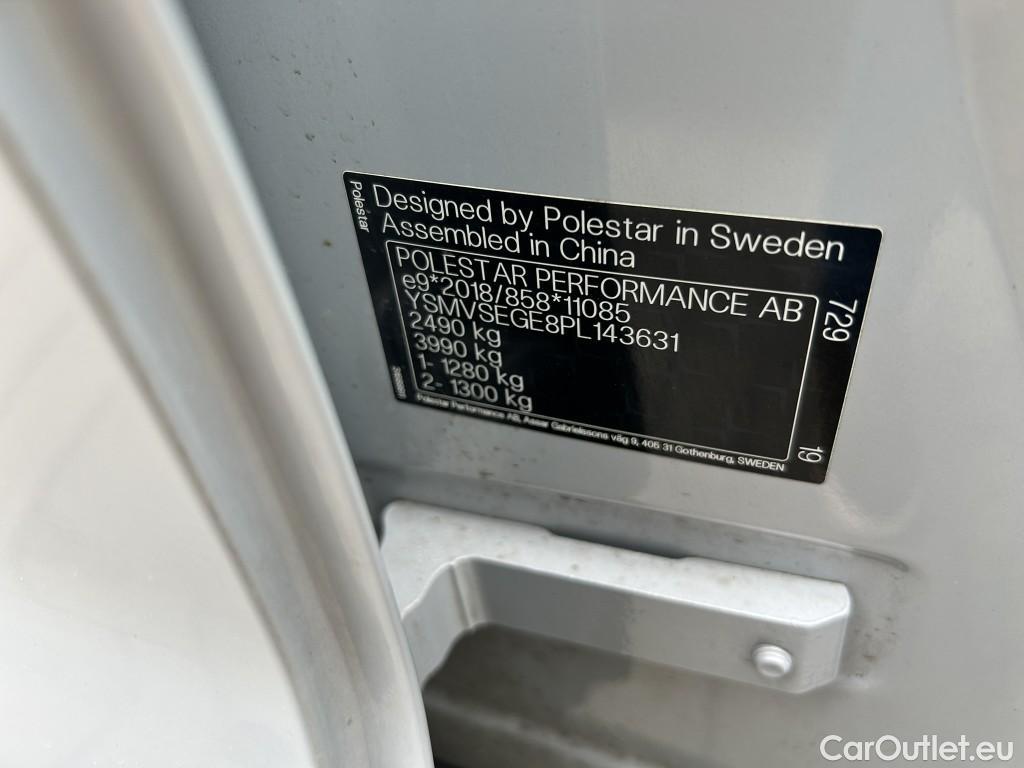 Polestar
Designed by Polestar in Sweden
Assembled in China
POLESTAR PERFORMANCE AB
e9*2018/858*11085
YSMVSEGE8PL143631
2490 kg
3990 kg
1- 1280 kg
2- 1300 kg
729
19
Polestar Performance AB, Assar Gabrielssons väg 9, 405 31 Gothenburg, SWEDEN
CarOutlet.eu